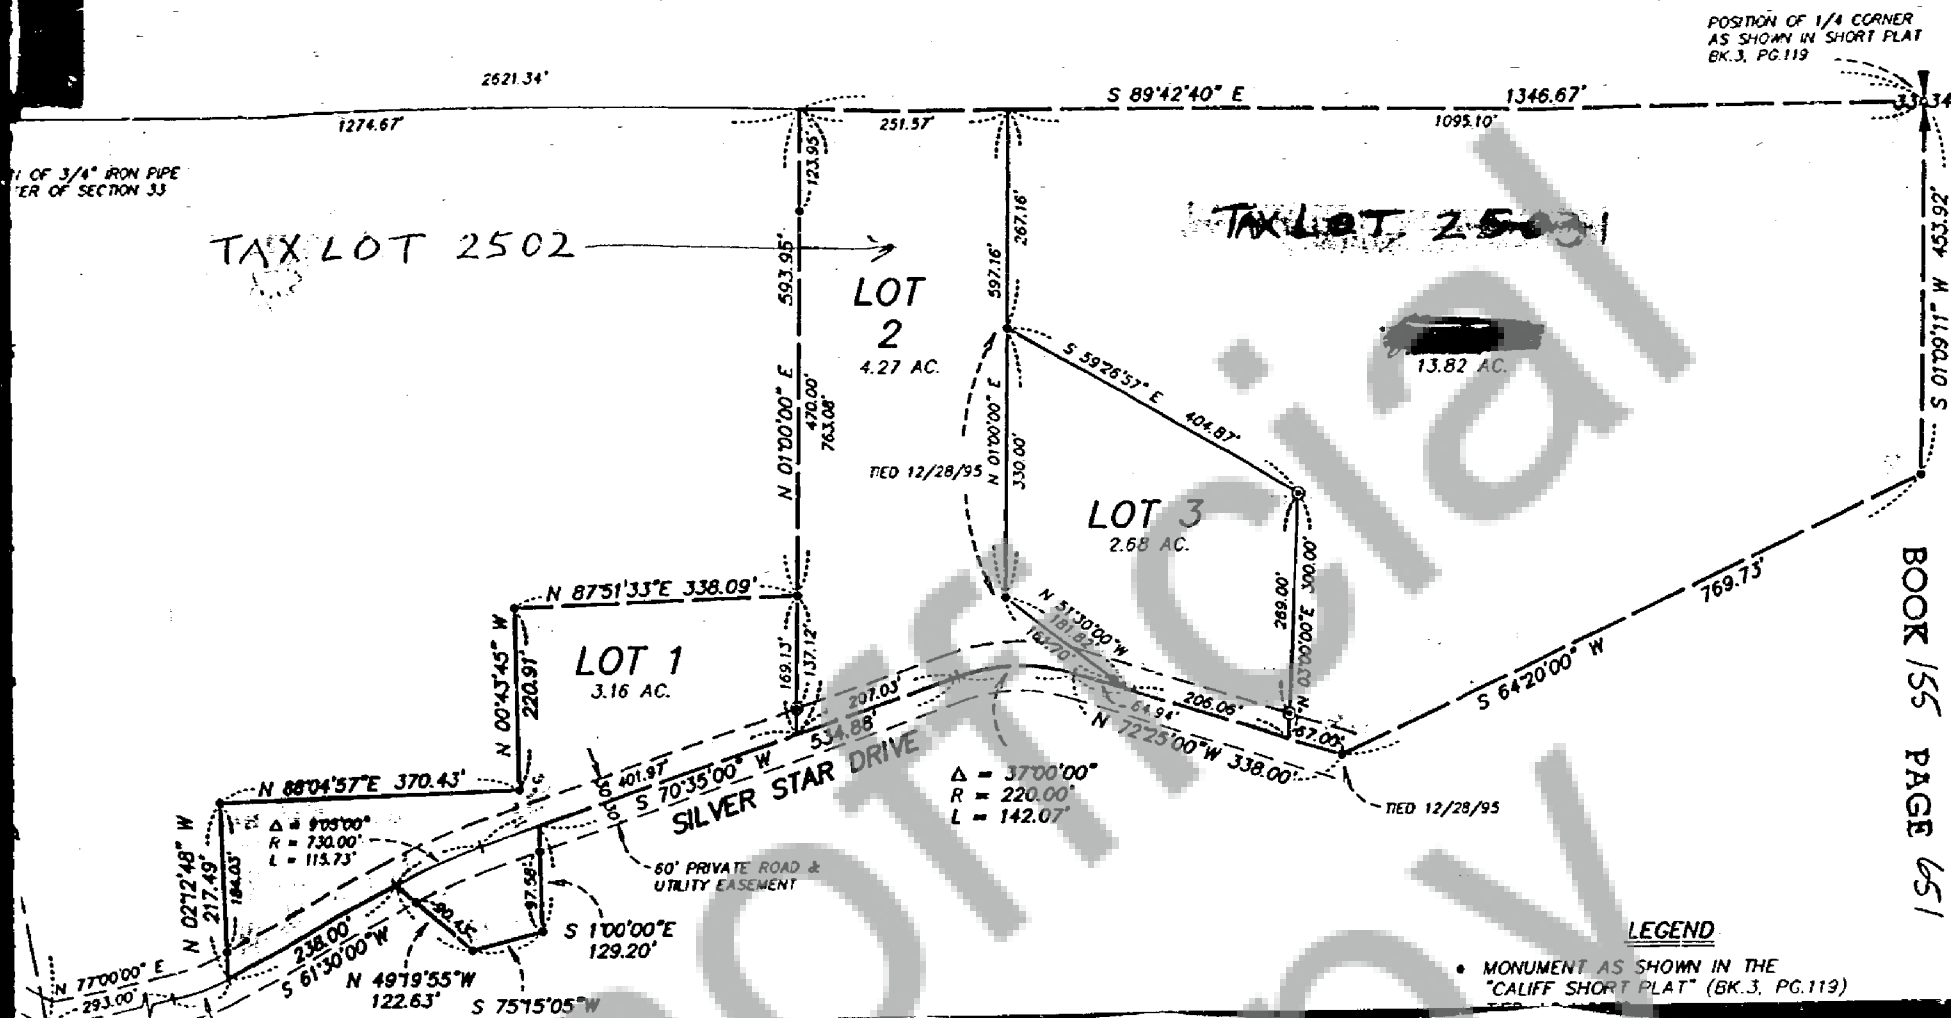 POSITION OF 1/4 CORNER
AS SHOWN IN SHORT PLAT
BK.3, PG.119
2621.34'
S 89°42'40" E
1346.67'
1274.67'
251.57'
1095.10'
33 34
OF 3/4" IRON PIPE
'ER OF SECTION 33
123.95'
267.16'
S 01°09'11" W 453.92'
TAX LOT 2502
TAX LOT
593.95'
597.16'
LOT
2
4.27 AC.
13.82 AC.
N 01°00'00" E
470.00'
763.08'
S 59°26'57" E 404.87'
TIED 12/28/95
N 01°00'00" E
330.00'
LOT 3
2.68 AC.
289.00'
N 03°00'00"E 300.00'
N 87°51'33"E 338.09'
N 51°30'00"W
181.82'
769.73'
S 64°20'00" W
N 00°43'45" W
220.91'
LOT 1
3.16 AC.
169.13'
137.12'
207.03'
534.88'
206.06'
64.94'
67.00'
N 72°25'00"W 338.00'
N 88°04'57"E 370.43'
401.97'
S 70°35'00" W
SILVER STAR DRIVE
Δ = 37°00'00"
R = 220.00'
L = 142.07'
TIED 12/28/95
Δ = 9°05'00"
R = 730.00'
L = 115.73'
60' PRIVATE ROAD &
UTILITY EASEMENT
N 02°12'48" W
217.49'
184.03'
90.43'
97.58'
S 1°00'00"E
129.20'
238.00'
S 61°30'00"W
N 49°19'55"W
122.63'
S 75°15'05"W
N 77°00'00" E
293.00'
BOOK 155 PAGE 651
LEGEND
• MONUMENT AS SHOWN IN THE
"CALIFF SHORT PLAT" (BK.3, PG.119)